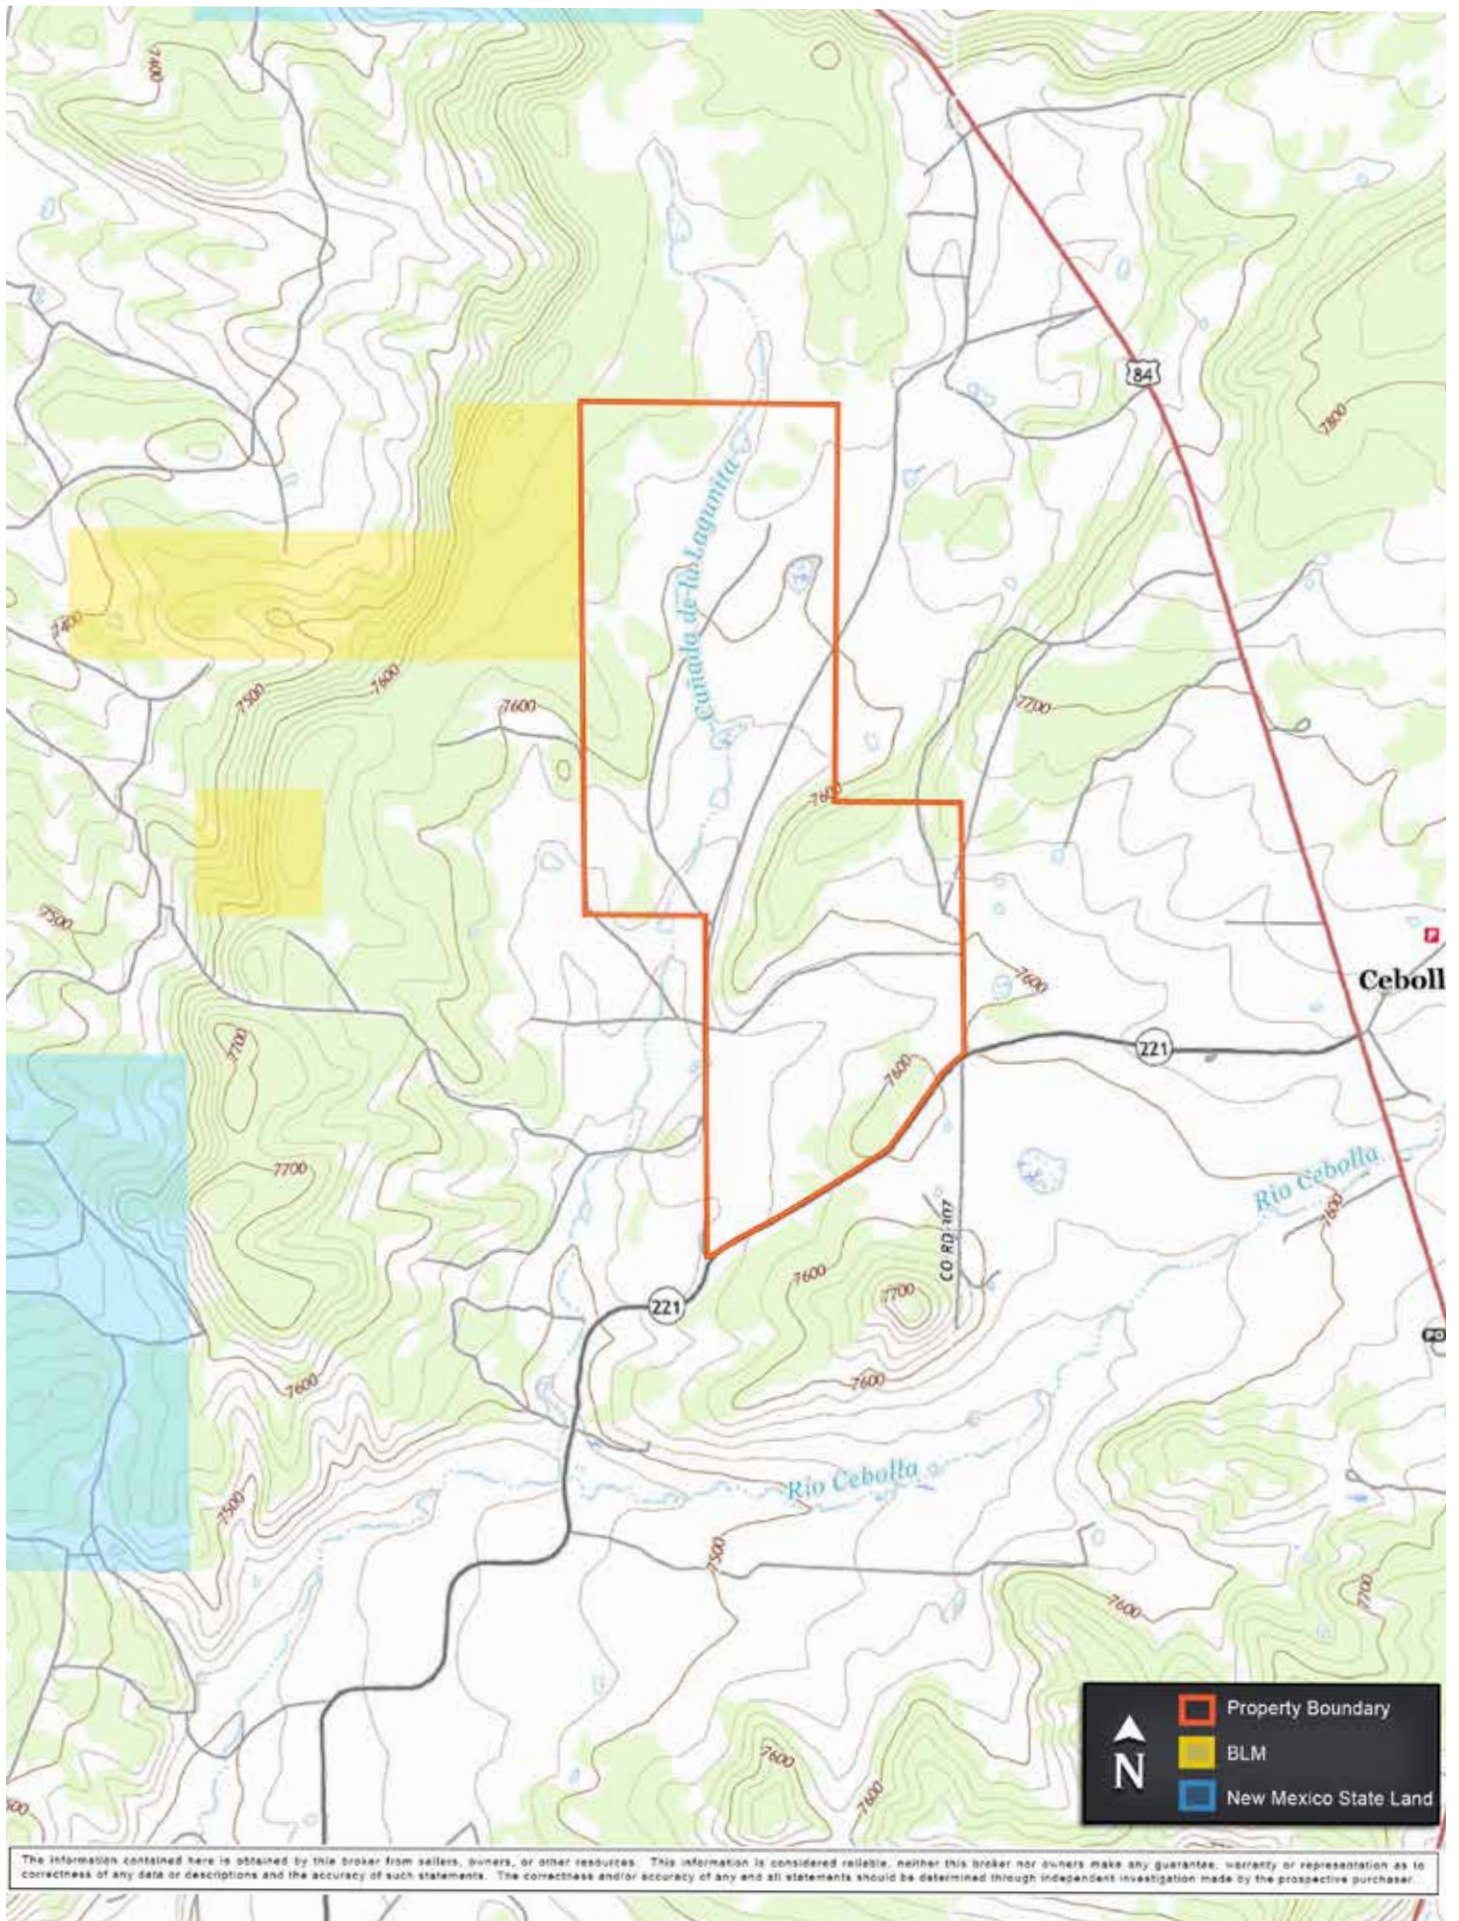 7400
84
7800
Cañada de la Lagunita
7400
7500
7600
7600
7700
7600
7500
7600
Ceboll
7700
7600
221
7700
Rio Cebolla
7600
CO RD 307
7600
7700
221
PO
7600
7600
Rio Cebolla
7500
7500
7600
7700
7600
7600
N
Property Boundary
BLM
New Mexico State Land
The information contained here is obtained by this broker from sellers, owners, or other resources. This information is considered reliable, neither this broker nor owners make any guarantee, warranty or representation as to
correctness of any data or descriptions and the accuracy of such statements. The correctness and/or accuracy of any and all statements should be determined through independent investigation made by the prospective purchaser.